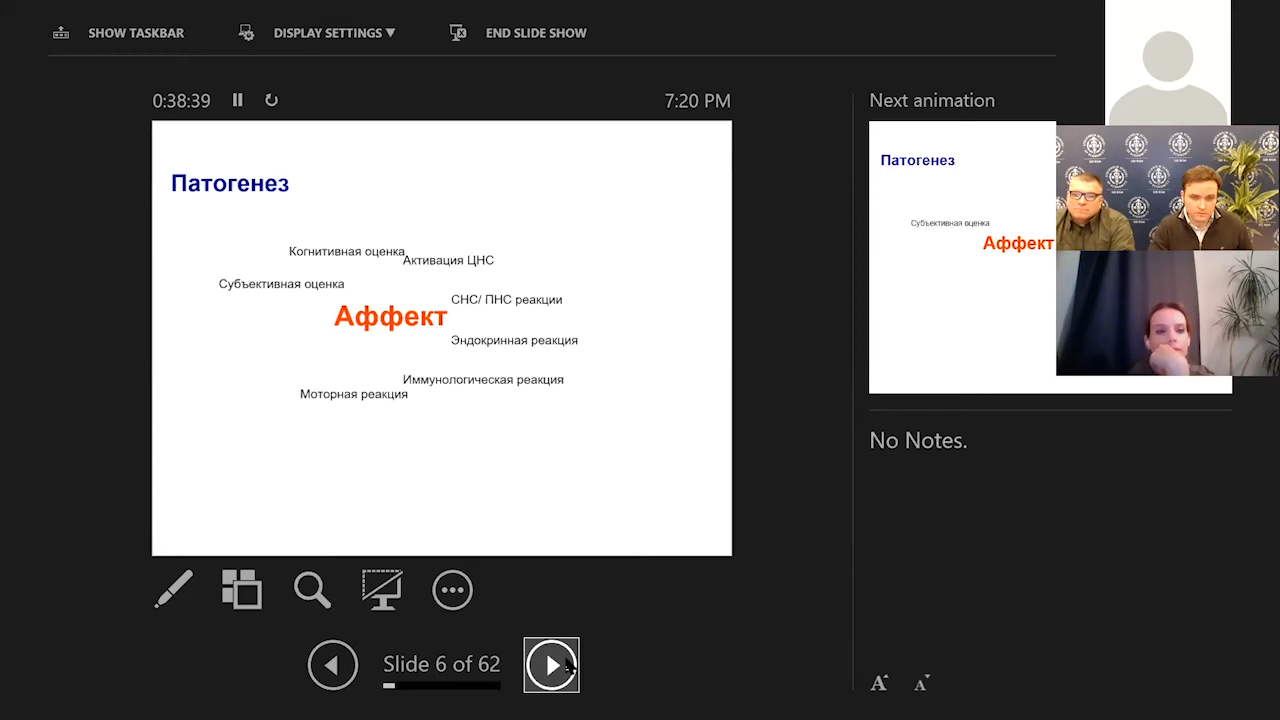 SHOW TASKBAR
DISPLAY SETTINGS ▼
END SLIDE SHOW
0:38:39
7:20 PM
Патогенез
Когнитивная оценка
Активация ЦНС
Субъективная оценка
СНС/ ПНС реакции
Аффект
Эндокринная реакция
Иммунологическая реакция
Моторная реакция
Slide 6 of 62
Next animation
Патогенез
Субъективная оценка
Аффект
No Notes.
A
A